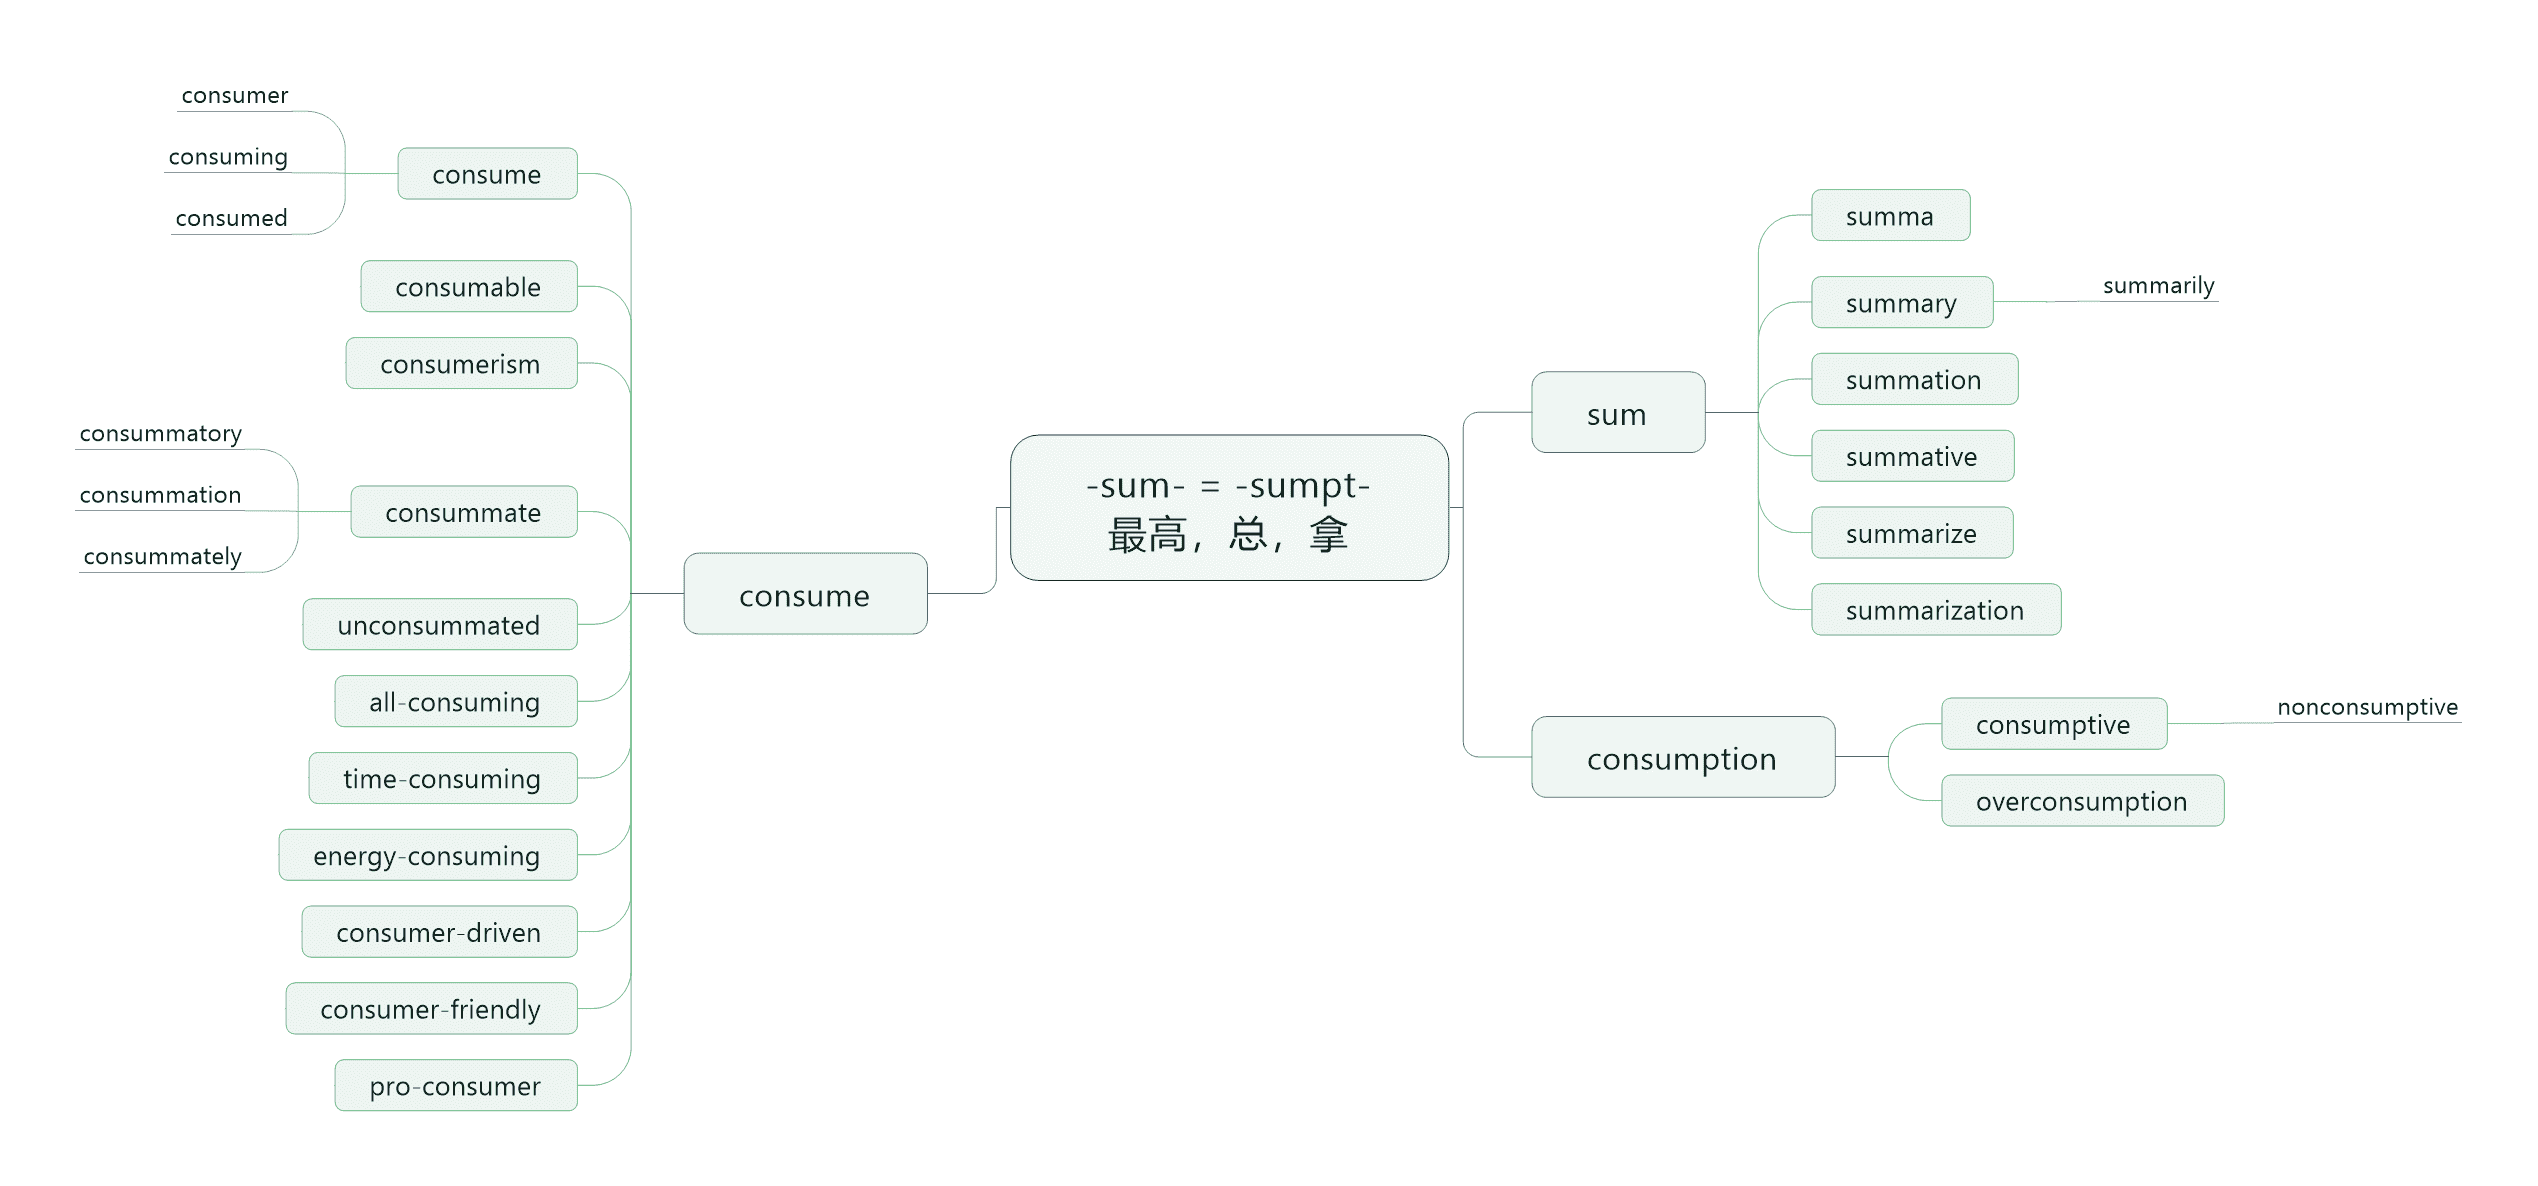 -sum- = -sumpt-
最高，总，拿
sum
summa
summary
summarily
summation
summative
summarize
summarization
consumption
consumptive
nonconsumptive
overconsumption
consume
consume
consumer
consuming
consumed
consumable
consumerism
consummate
consummatory
consummation
consummately
unconsummated
all-consuming
time-consuming
energy-consuming
consumer-driven
consumer-friendly
pro-consumer